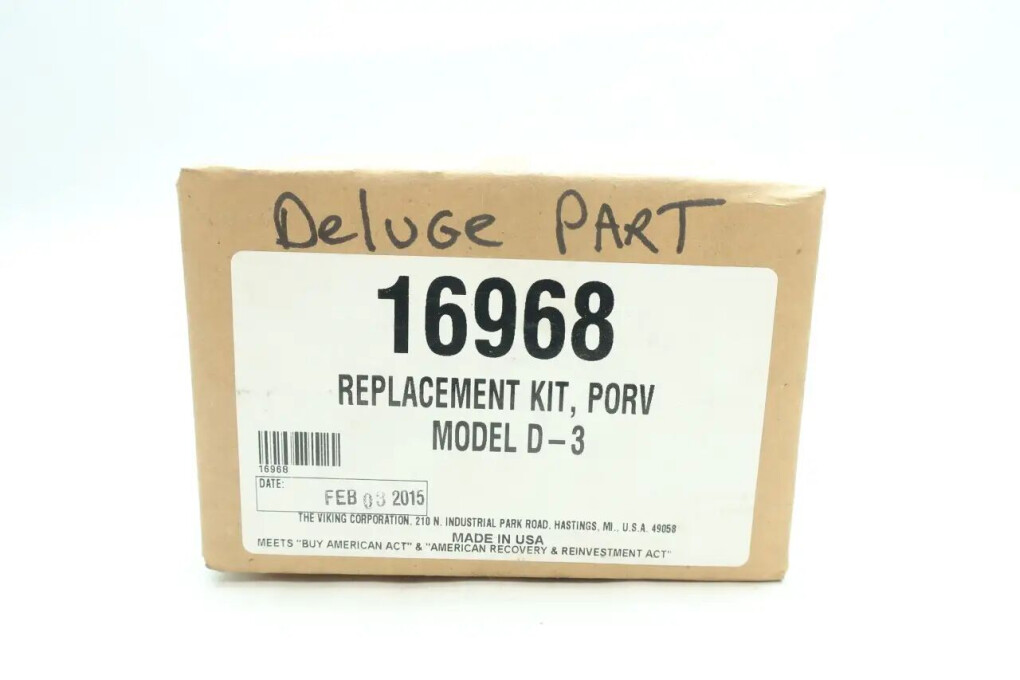 DeluGe PART
16968
REPLACEMENT KIT, PORV
MODEL D-3
16968
DATE:
FEB 03 2015
THE VIKING CORPORATION, 210 N. INDUSTRIAL PARK ROAD, HASTINGS, MI., U.S.A. 49058
MADE IN USA
MEETS "BUY AMERICAN ACT" & "AMERICAN RECOVERY & REINVESTMENT ACT"